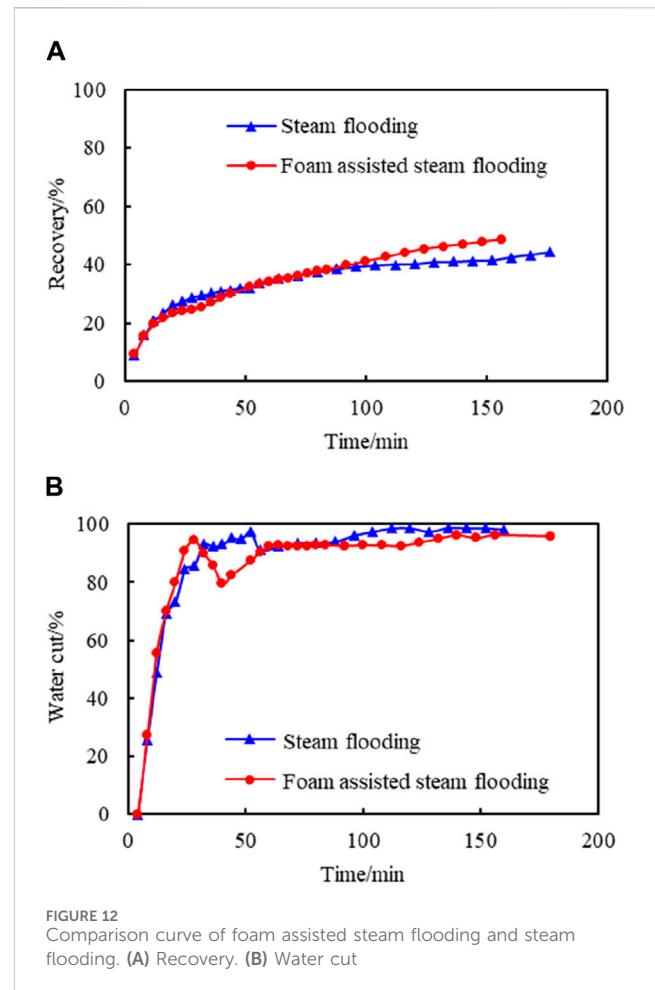 A
100
80
60
40
20
0
Recovery/%
Steam flooding
Foam assisted steam flooding
0 50 100 150 200
Time/min
B
100
80
60
40
20
0
Water cut/%
Steam flooding
Foam assisted steam flooding
0 50 100 150 200
Time/min
FIGURE 12
Comparison curve of foam assisted steam flooding and steam
flooding. (A) Recovery. (B) Water cut